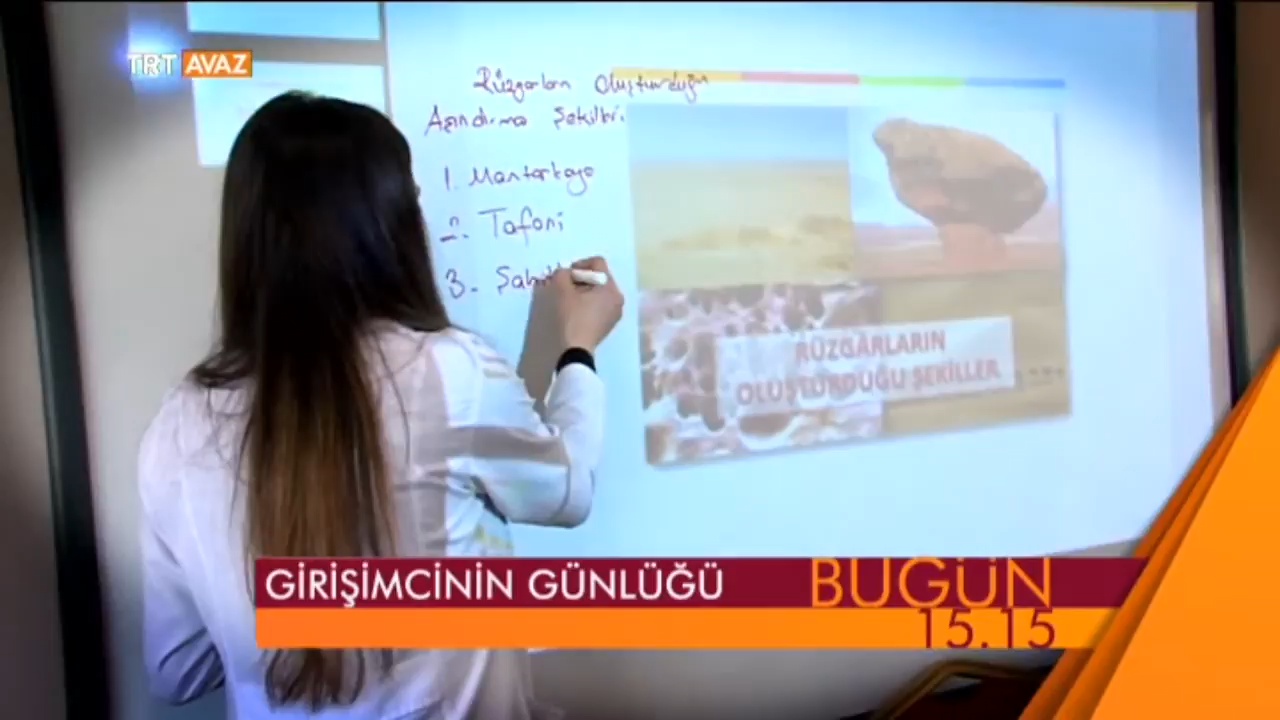 TRT AVAZ
Rüzgarların Oluşturduğu
Aşındırma Şekilleri
1. Mantarkaya
2. Tafoni
3.
RÜZGARLARIN
OLUŞTURDUĞU ŞEKİLLER
GİRİŞİMCİNİN GÜNLÜĞÜ
BUGÜN
15.15